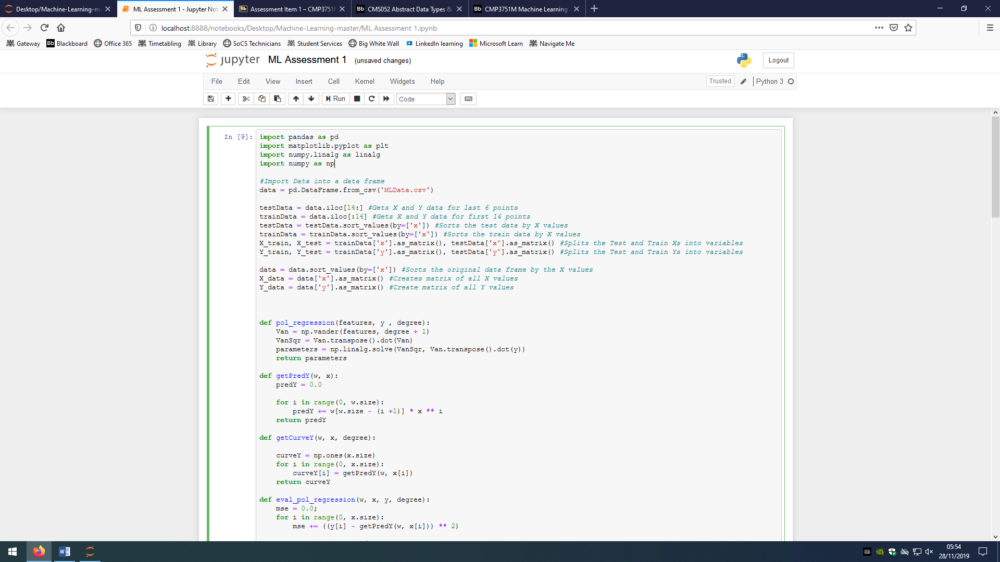 Desktop/Machine-Learning-m
ML Assessment 1 - Jupyter Not
Bb Assessment Item 1 – CMP3751
Bb CMS052 Abstract Data Types &
Bb CMP3751M Machine Learning
localhost:8888/notebooks/Desktop/Machine-Learning-master/ML Assessment 1.ipynb
Gateway Bb Blackboard Office 365 Timetabling Library SoCS Technicians Student Services Big White Wall LinkedIn learning Microsoft Learn Navigate Me
jupyter ML Assessment 1 (unsaved changes) Logout
File Edit View Insert Cell Kernel Widgets Help Trusted Python 3
Run Code
In [9]: import pandas as pd
import matplotlib.pyplot as plt
import numpy.linalg as linalg
import numpy as np
#Import Data into a data frame
data = pd.DataFrame.from_csv('MLData.csv')
testData = data.iloc[14:] #Gets X and Y data for last 6 points
trainData = data.iloc[:14] #Gets X and Y data for first 14 points
testData = testData.sort_values(by=['x']) #Sorts the test data by X values
trainData = trainData.sort_values(by=['x']) #Sorts the train data by X values
X_train, X_test = trainData['x'].as_matrix(), testData['x'].as_matrix() #Splits the Test and Train Xs into variables
Y_train, Y_test = trainData['y'].as_matrix(), testData['y'].as_matrix() #Splits the Test and Train Ys into variables
data = data.sort_values(by=['x']) #Sorts the original data frame by the X values
X_data = data['x'].as_matrix() #Creates matrix of all X values
Y_data = data['y'].as_matrix() #Create matrix of all Y values
def pol_regression(features, y , degree):
    Van = np.vander(features, degree + 1)
    VanSqr = Van.transpose().dot(Van)
    parameters = np.linalg.solve(VanSqr, Van.transpose().dot(y))
    return parameters
def getPredY(w, x):
    predY = 0.0
    for i in range(0, w.size):
        predY += w[w.size - (i +1)] * x ** i
    return predY
def getCurveY(w, x, degree):
    curveY = np.ones(x.size)
    for i in range(0, x.size):
        curveY[i] = getPredY(w, x[i])
    return curveY
def eval_pol_regression(w, x, y, degree):
    mse = 0.0;
    for i in range(0, x.size):
        mse += ((y[i] - getPredY(w, x[i])) ** 2)
SSD
05:54
28/11/2019